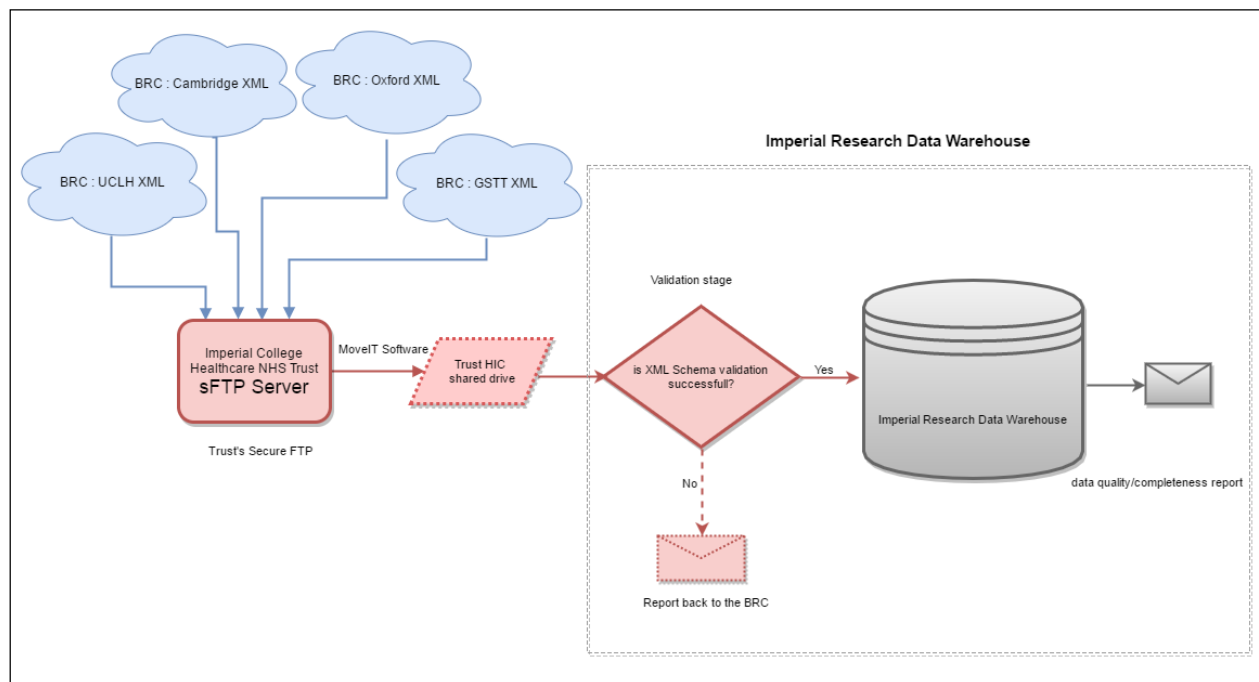 BRC : Cambridge XML
BRC : Oxford XML
BRC : UCLH XML
BRC : GSTT XML
Imperial College
Healthcare NHS Trust
sFTP Server
Trust's Secure FTP
MoveIT Software
Trust HIC
shared drive
Imperial Research Data Warehouse
Validation stage
is XML Schema validation
successfull?
Yes
No
Report back to the BRC
Imperial Research Data Warehouse
data quality/completeness report